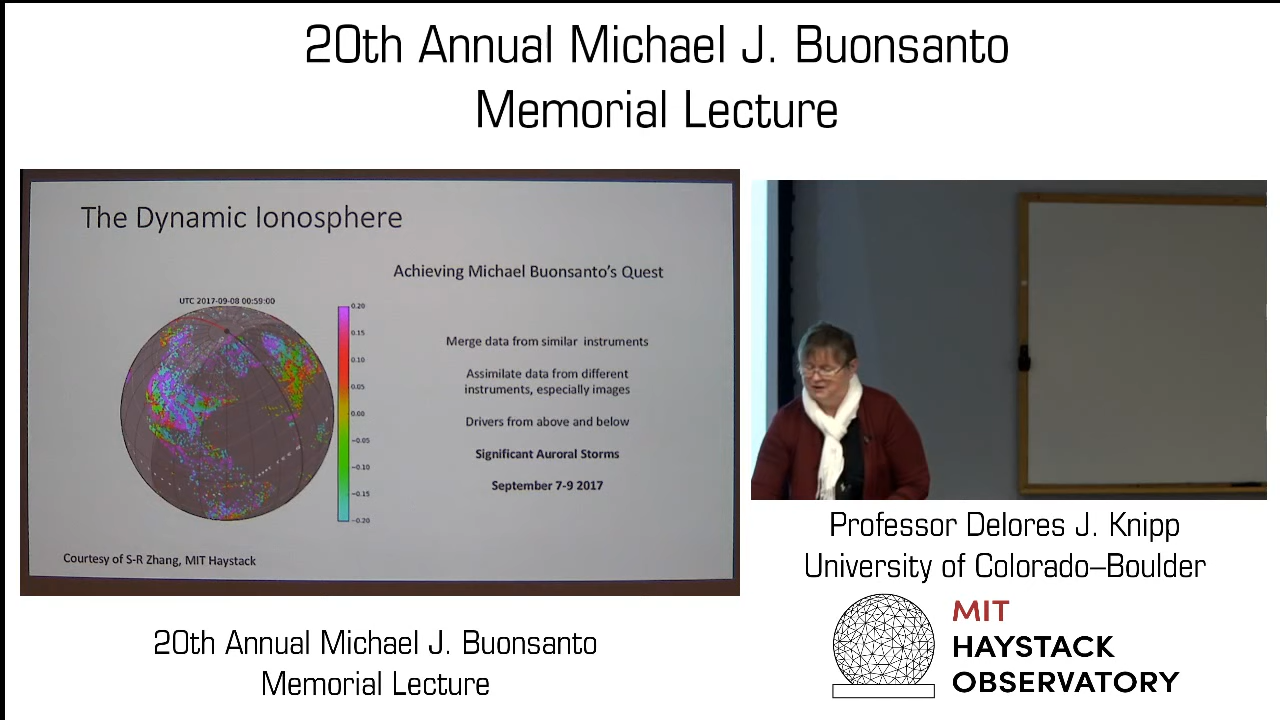 20th Annual Michael J. Buonsanto
Memorial Lecture
The Dynamic Ionosphere
Achieving Michael Buonsanto's Quest
UTC 2017-09-08 00:59:00
0.20
0.15
0.10
0.05
0.00
−0.05
−0.10
−0.15
−0.20
Merge data from similar instruments
Assimilate data from different
instruments, especially images
Drivers from above and below
Significant Auroral Storms
September 7-9 2017
Courtesy of S-R Zhang, MIT Haystack
Professor Delores J. Knipp
University of Colorado–Boulder
20th Annual Michael J. Buonsanto
Memorial Lecture
MIT
HAYSTACK
OBSERVATORY